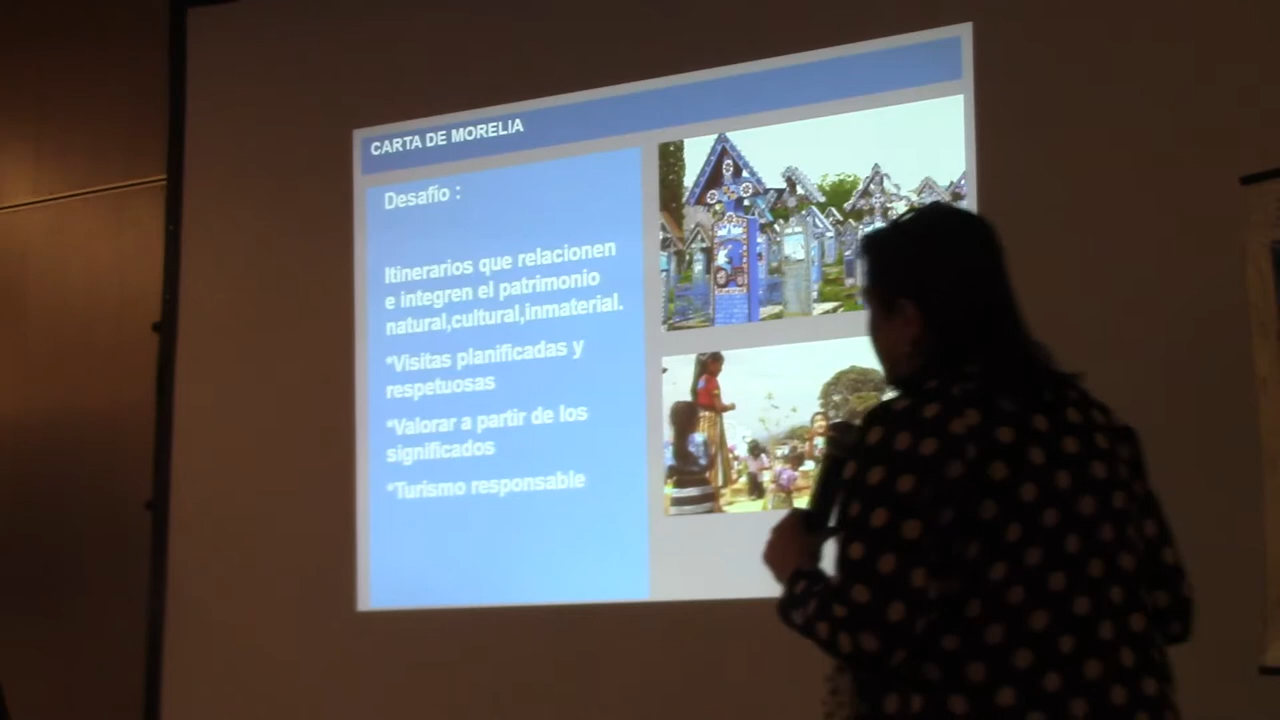 CARTA DE MORELIA
Desafío :
Itinerarios que relacionen
e integren el patrimonio
natural,cultural,inmaterial.
*Visitas planificadas y
respetuosas
*Valorar a partir de los
significados
*Turismo responsable